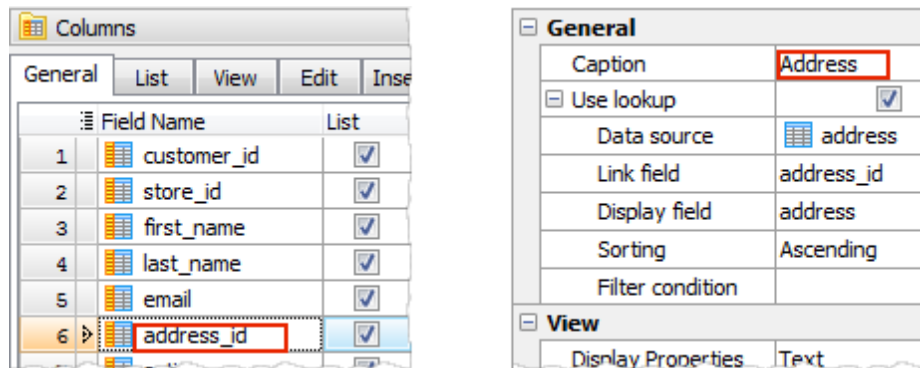 Columns
General List View Edit Inse
Field Name List
1 customer_id
2 store_id
3 first_name
4 last_name
5 email
6 address_id
General
Caption Address
Use lookup
Data source address
Link field address_id
Display field address
Sorting Ascending
Filter condition
View
Display Properties Text